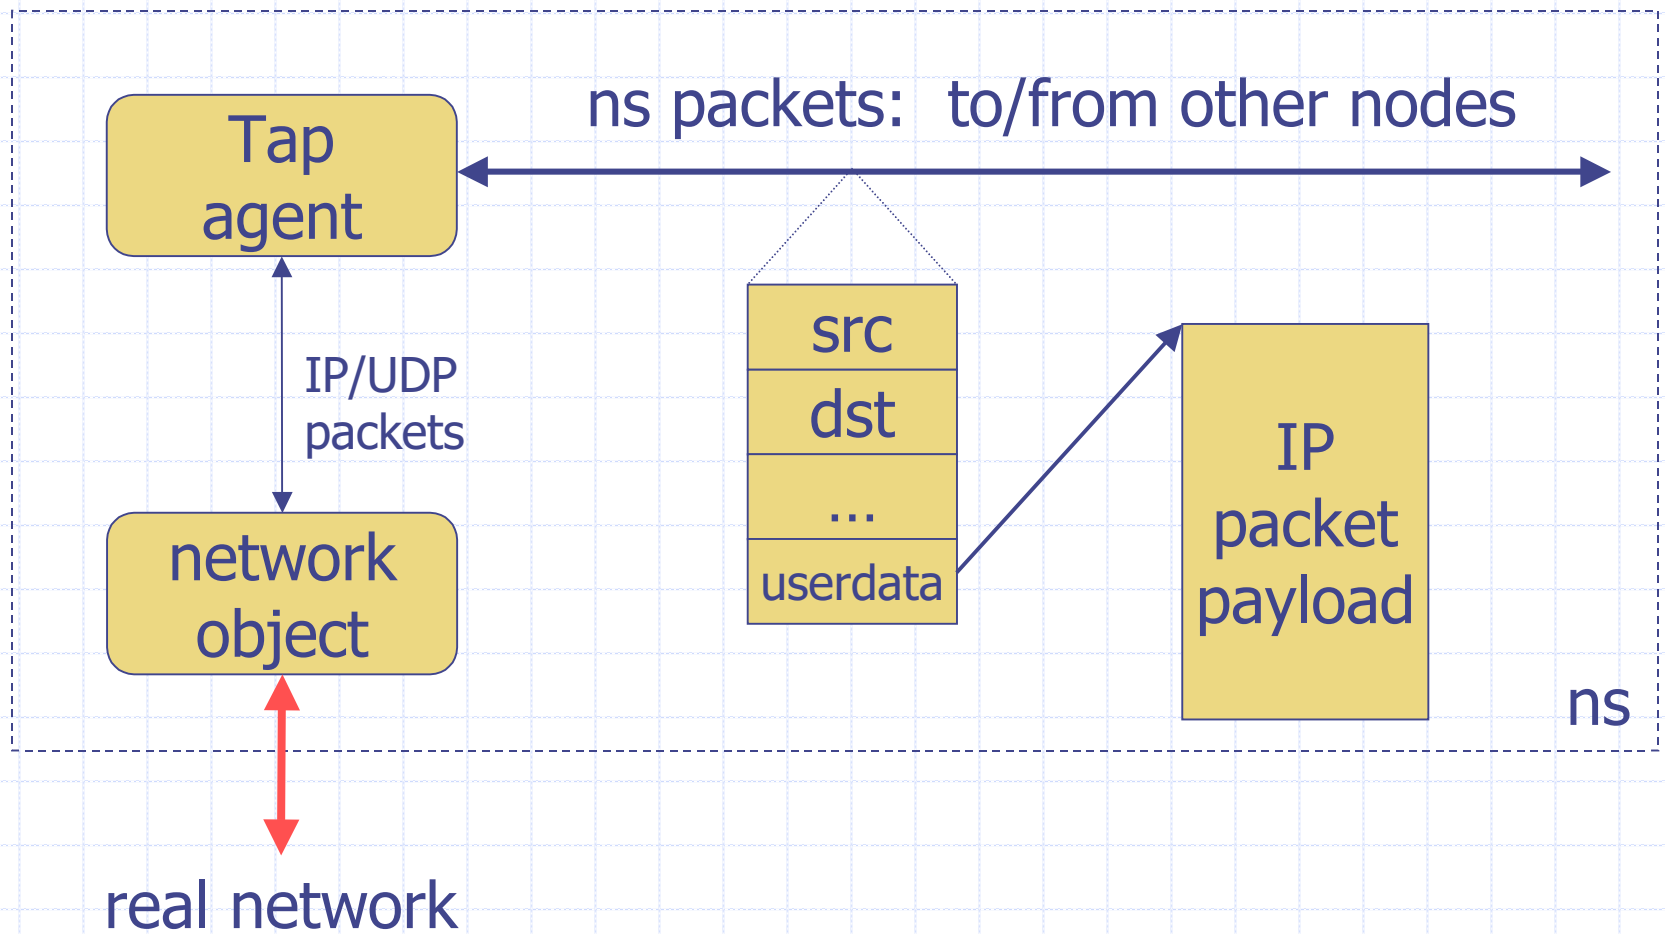 ns packets:  to/from other nodes
Tap
agent
IP/UDP
packets
network
object
real network
src
dst
...
userdata
IP
packet
payload
ns